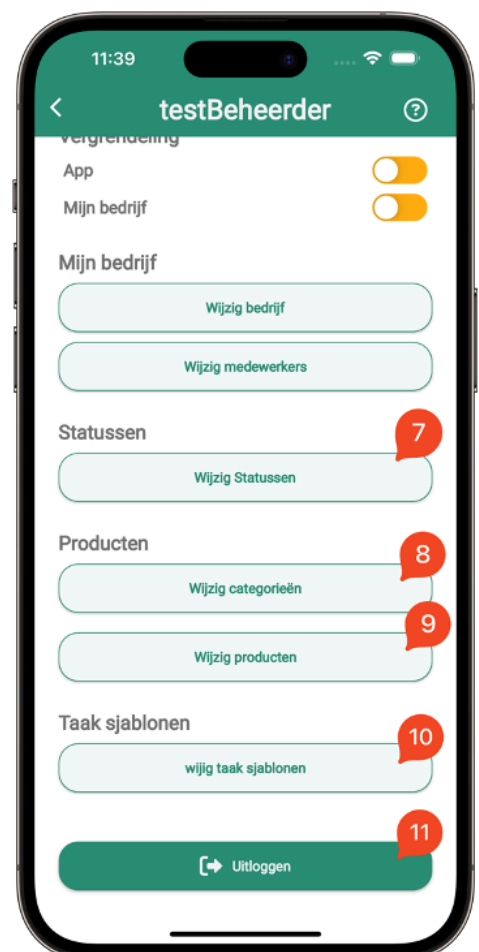 11:39
testBeheerder
Vergrendeling
App
Mijn bedrijf
Mijn bedrijf
Wijzig bedrijf
Wijzig medewerkers
Statussen
7
Wijzig Statussen
Producten
8
Wijzig categorieën
9
Wijzig producten
Taak sjablonen
10
wijig taak sjablonen
11
Uitloggen